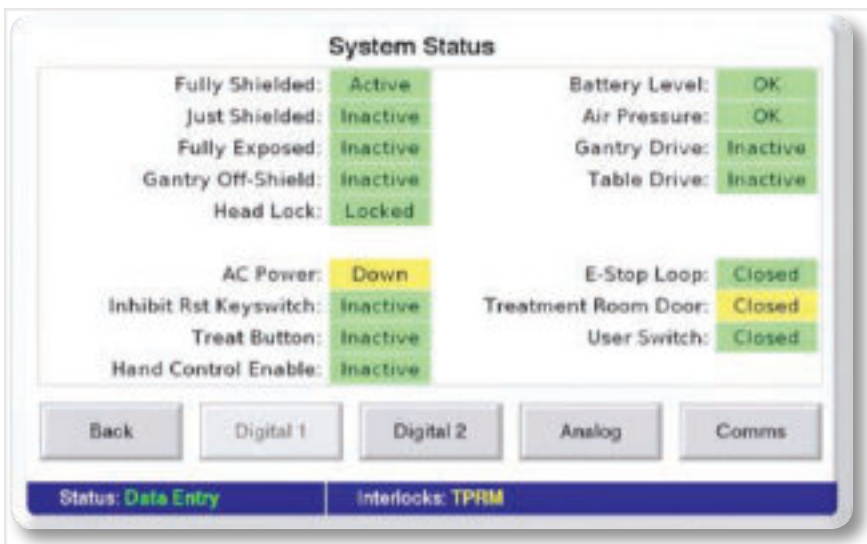 System Status
Fully Shielded: Active Battery Level: OK
Just Shielded: Inactive Air Pressure: OK
Fully Exposed: Inactive Gantry Drive: Inactive
Gantry Off-Shield: Inactive Table Drive: Inactive
Head Lock: Locked
AC Power: Down E-Stop Loop: Closed
Inhibit Rst Keyswitch: Inactive Treatment Room Door: Closed
Treat Button: Inactive User Switch: Closed
Hand Control Enable: Inactive
Back Digital 1 Digital 2 Analog Comms
Status: Data Entry Interlocks: TPRM